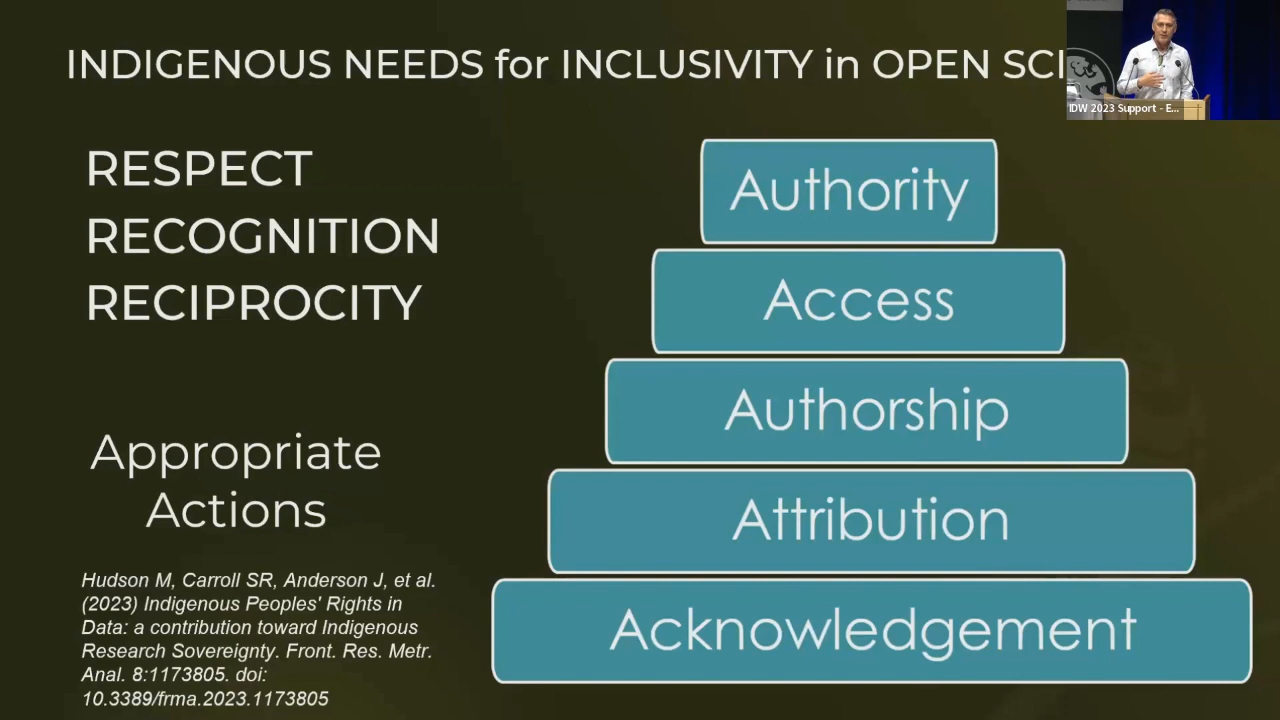 INDIGENOUS NEEDS for INCLUSIVITY in OPEN SCI
IDW 2023 Support - E...
RESPECT
RECOGNITION
RECIPROCITY
Appropriate
Actions
Hudson M, Carroll SR, Anderson J, et al.
(2023) Indigenous Peoples' Rights in
Data: a contribution toward Indigenous
Research Sovereignty. Front. Res. Metr.
Anal. 8:1173805. doi:
10.3389/frma.2023.1173805
Authority
Access
Authorship
Attribution
Acknowledgement